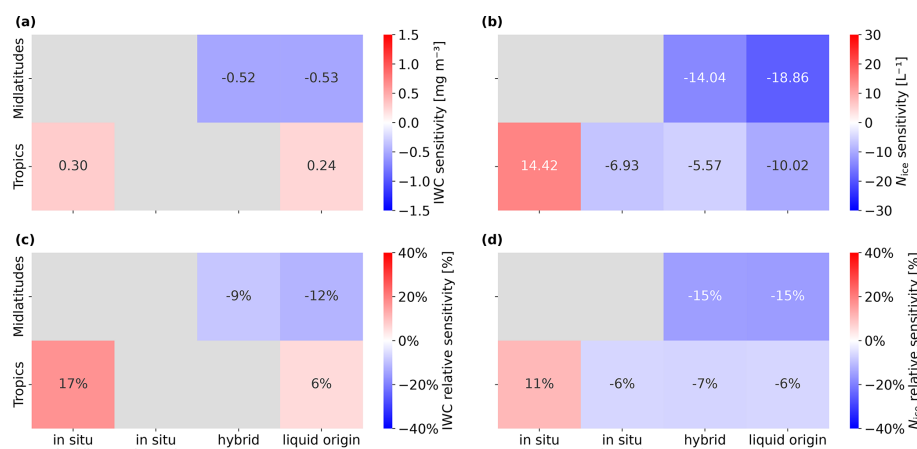 (a)
Midlatitudes
Tropics
-0.52
-0.53
0.30
0.24
1.5
1.0
0.5
0.0
−0.5
−1.0
−1.5
IWC sensitivity [mg m⁻³]
(b)
-14.04
-18.86
14.42
-6.93
-5.57
-10.02
30
20
10
0
−10
−20
−30
Nice sensitivity [L⁻¹]
(c)
Midlatitudes
Tropics
-9%
-12%
17%
6%
in situ
in situ
hybrid
liquid origin
40%
20%
0%
−20%
−40%
IWC relative sensitivity [%]
(d)
-15%
-15%
11%
-6%
-7%
-6%
in situ
in situ
hybrid
liquid origin
40%
20%
0%
−20%
−40%
Nice relative sensitivity [%]